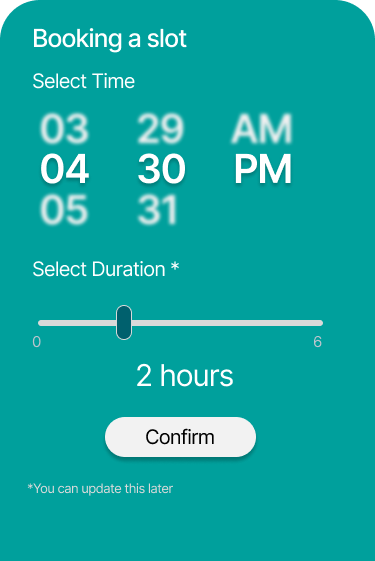 Booking a slot
Select Time
03 29 AM
04 30 PM
05 31
Select Duration *
0 6
2 hours
Confirm
*You can update this later